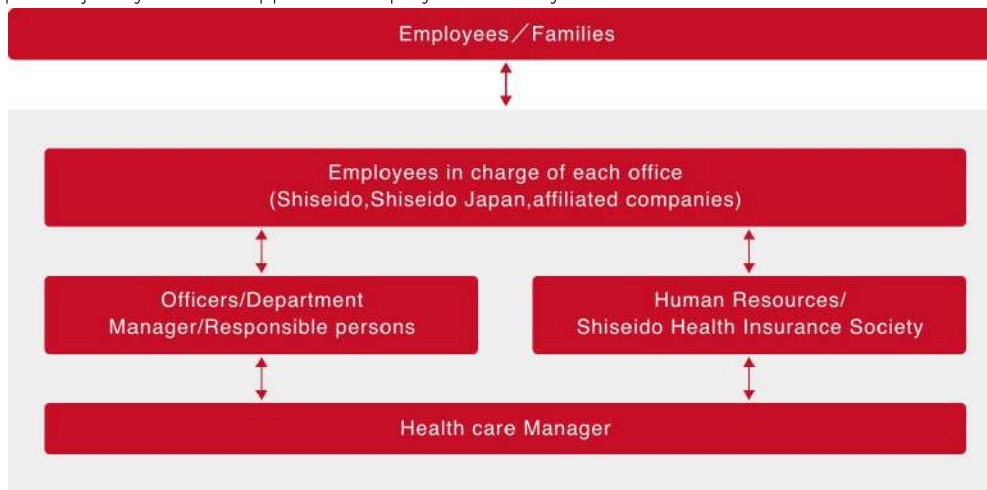 Employees／Families
Employees in charge of each office
(Shiseido,Shiseido Japan,affiliated companies)
Officers/Department
Manager/Responsible persons
Human Resources/
Shiseido Health Insurance Society
Health care Manager